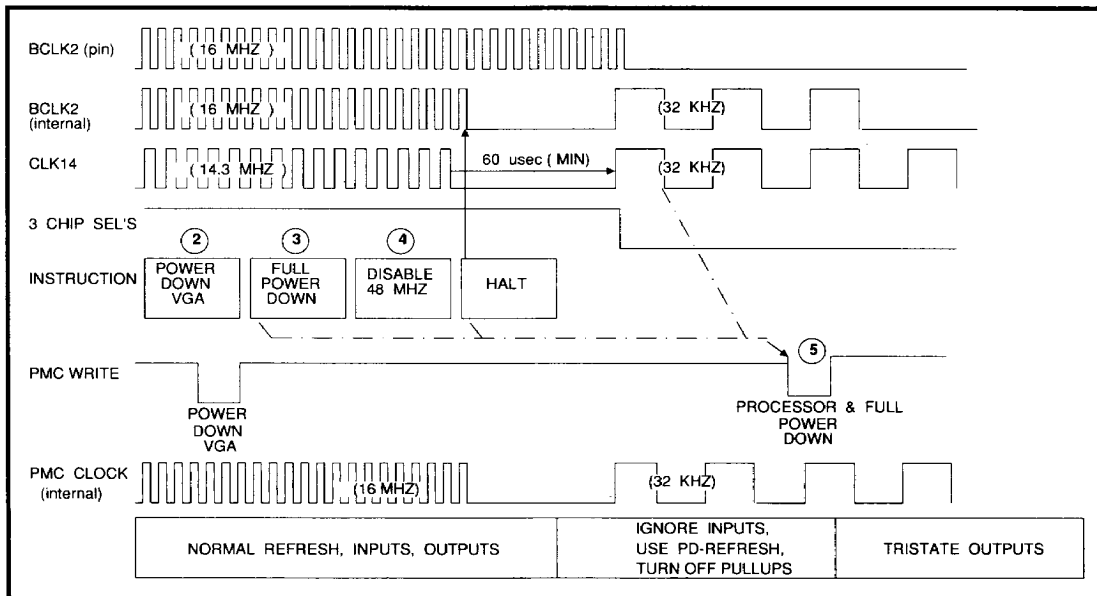 BCLK2 (pin)
( 16 MHZ )
BCLK2
(internal)
( 16 MHZ )
(32 KHZ)
CLK14
( 14.3 MHZ )
60 usec ( MIN)
(32 KHZ)
3 CHIP SEL'S
2
3
4
INSTRUCTION
POWER
DOWN
VGA
FULL
POWER
DOWN
DISABLE
48 MHZ
HALT
5
PMC WRITE
POWER
DOWN
VGA
PROCESSOR & FULL
POWER
DOWN
PMC CLOCK
(internal)
(16 MHZ)
(32 KHZ)
NORMAL REFRESH, INPUTS, OUTPUTS
IGNORE INPUTS,
USE PD-REFRESH,
TURN OFF PULLUPS
TRISTATE OUTPUTS